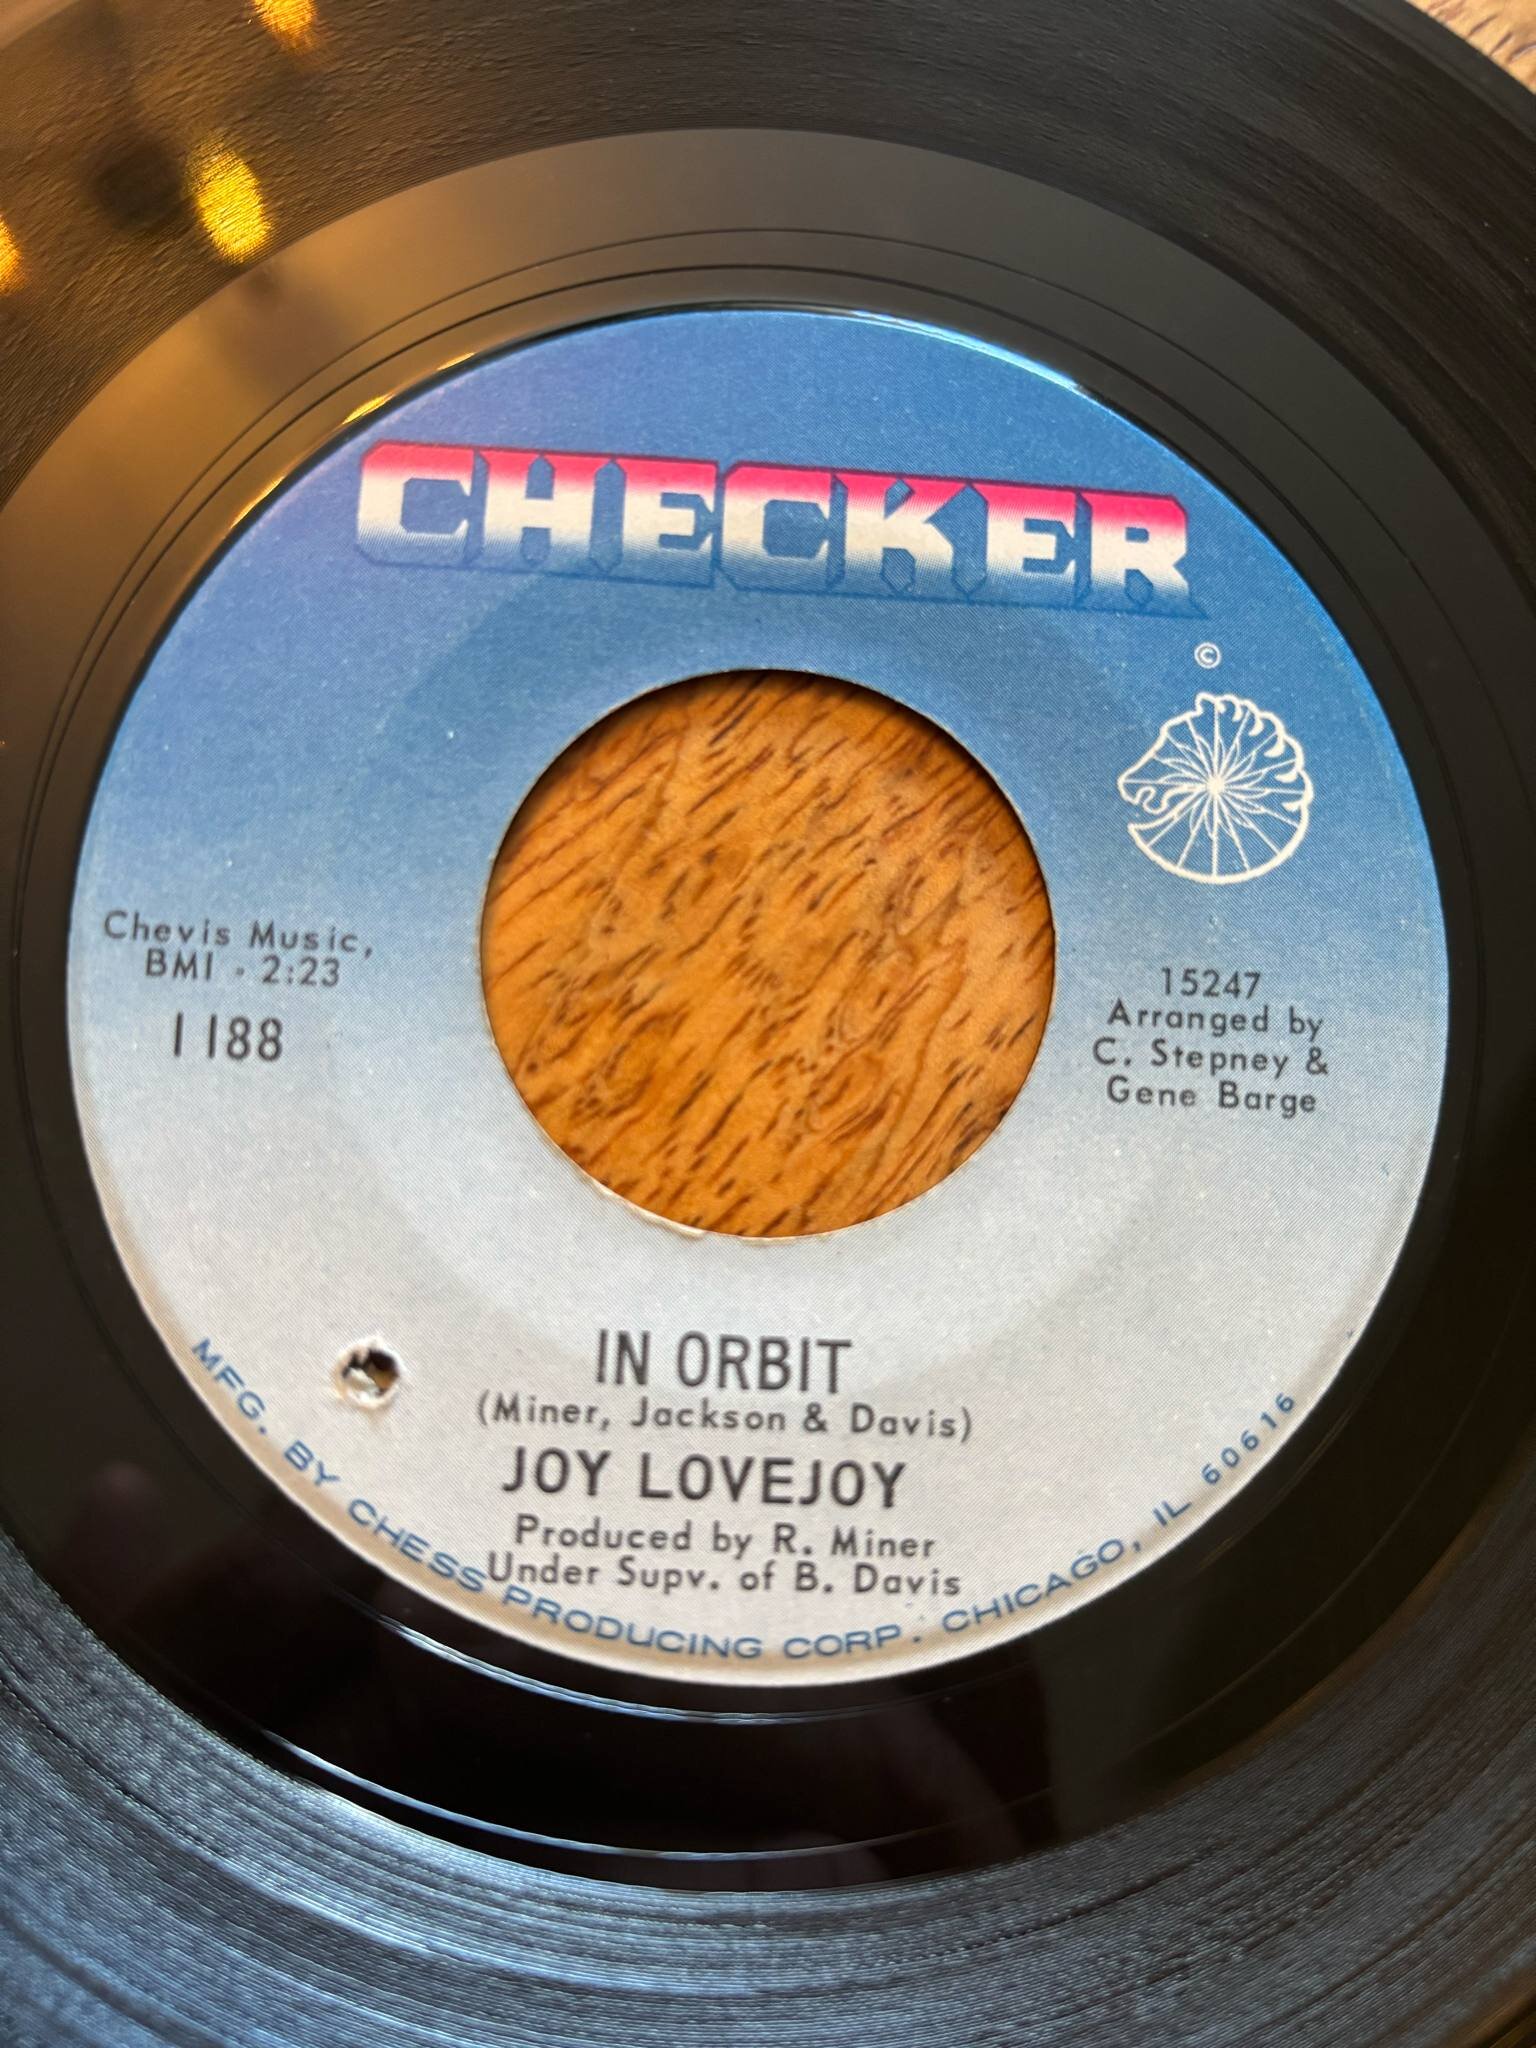 CHECKER
©
Chevis Music,
BMI - 2:23
1188
15247
Arranged by
C. Stepney &
Gene Barge
IN ORBIT
(Miner, Jackson & Davis)
JOY LOVEJOY
Produced by R. Miner
Under Supv. of B. Davis
MFG. BY CHESS PRODUCING CORP. CHICAGO, IL 60616